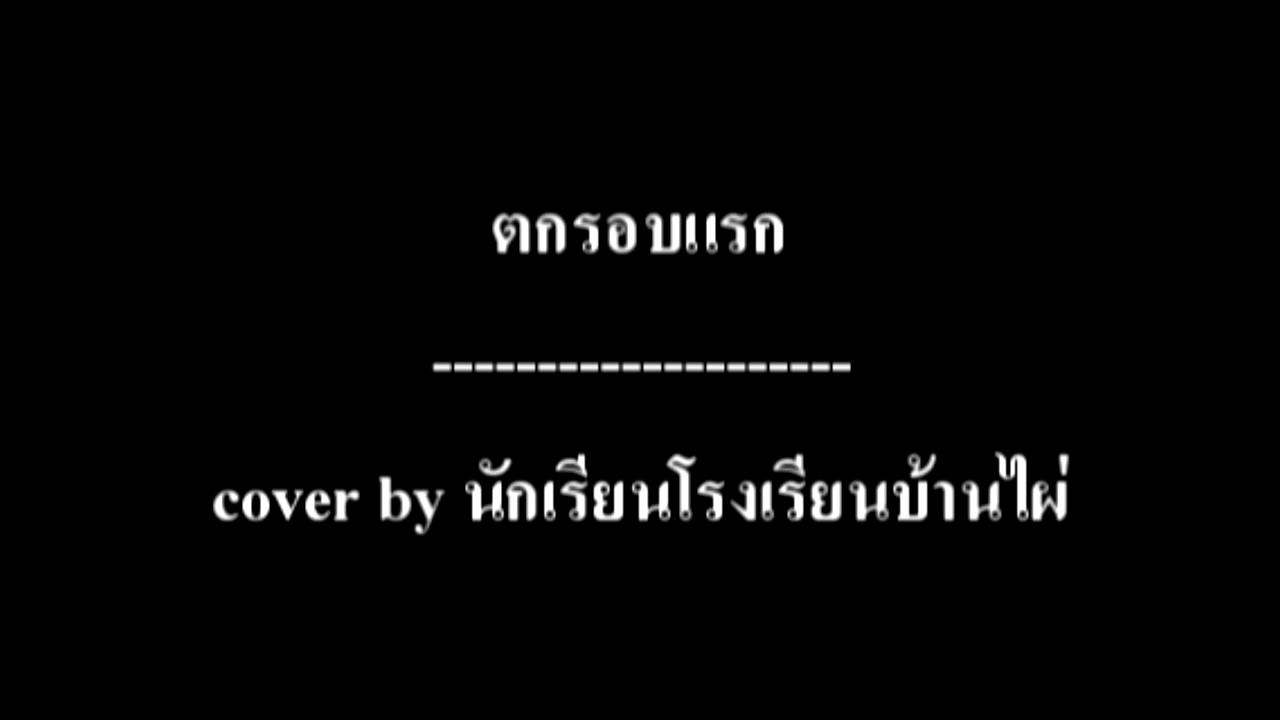 ตกรอบแรก
--------------------
cover by นักเรียนโรงเรียนบ้านไผ่